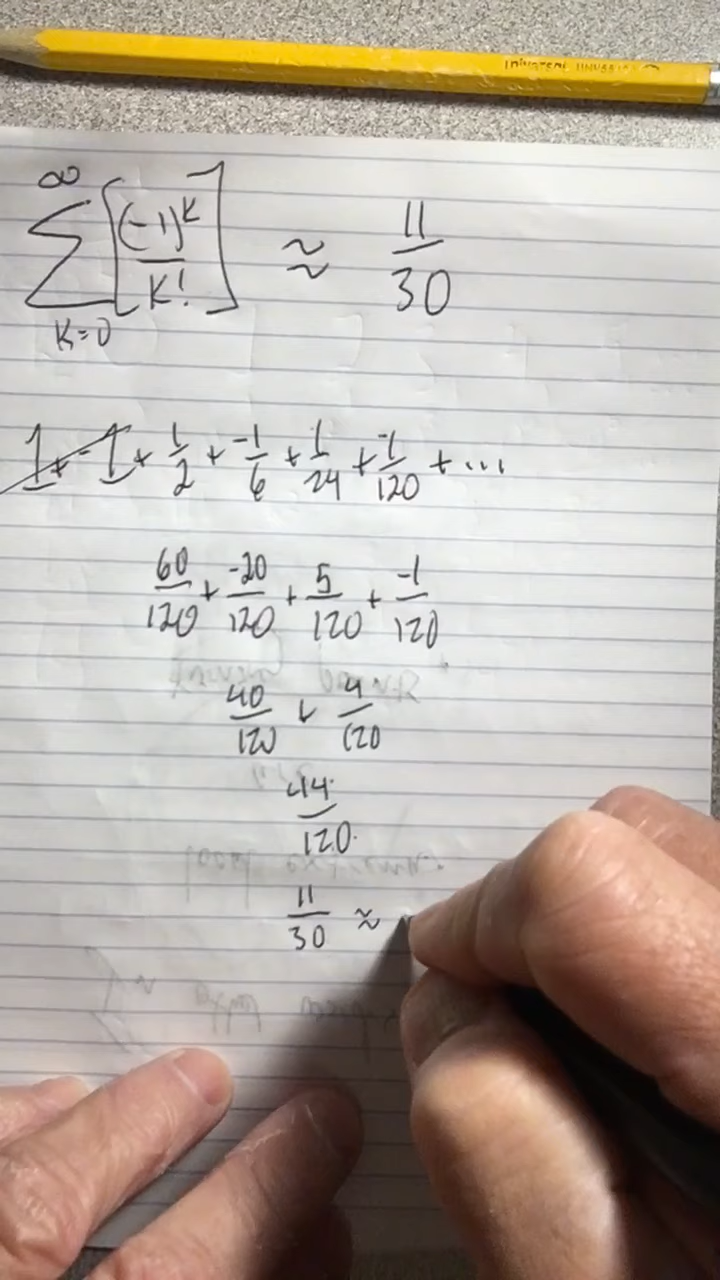 ∞
∑ [(-1)^K / K!] ≈ 11/30
K=0
1 + -1 + 1/2 + -1/6 + 1/24 + -1/120 + ...
60/120 + -20/120 + 5/120 + -1/120
40/120 + 4/120
44/120
11/30 ≈